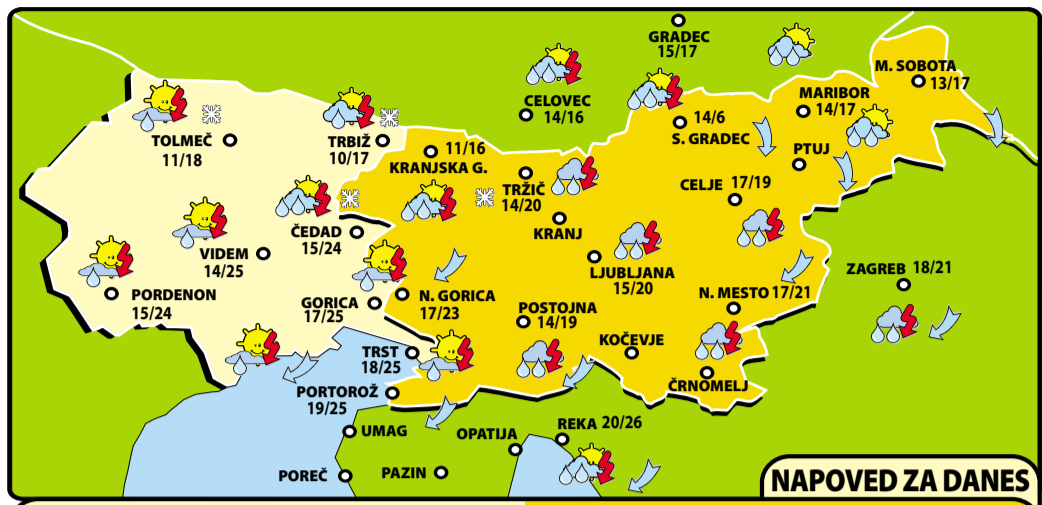 GRADEC
15/17
M. SOBOTA
13/17
CELOVEC
14/16
MARIBOR
14/17
14/6
S. GRADEC
TOLMEČ
11/18
TRBIŽ
10/17
11/16
KRANJSKA G.
PTUJ
TRŽIČ
14/20
CELJE 17/19
KRANJ
ČEDAD
15/24
VIDEM
14/25
LJUBLJANA
15/20
ZAGREB 18/21
PORDENON
15/24
GORICA
17/25
N. GORICA
17/23
N. MESTO 17/21
POSTOJNA
14/19
KOČEVJE
TRST
18/25
ČRNOMELJ
PORTOROŽ
19/25
UMAG
OPATIJA
REKA 20/26
POREČ
PAZIN
NAPOVED ZA DANES